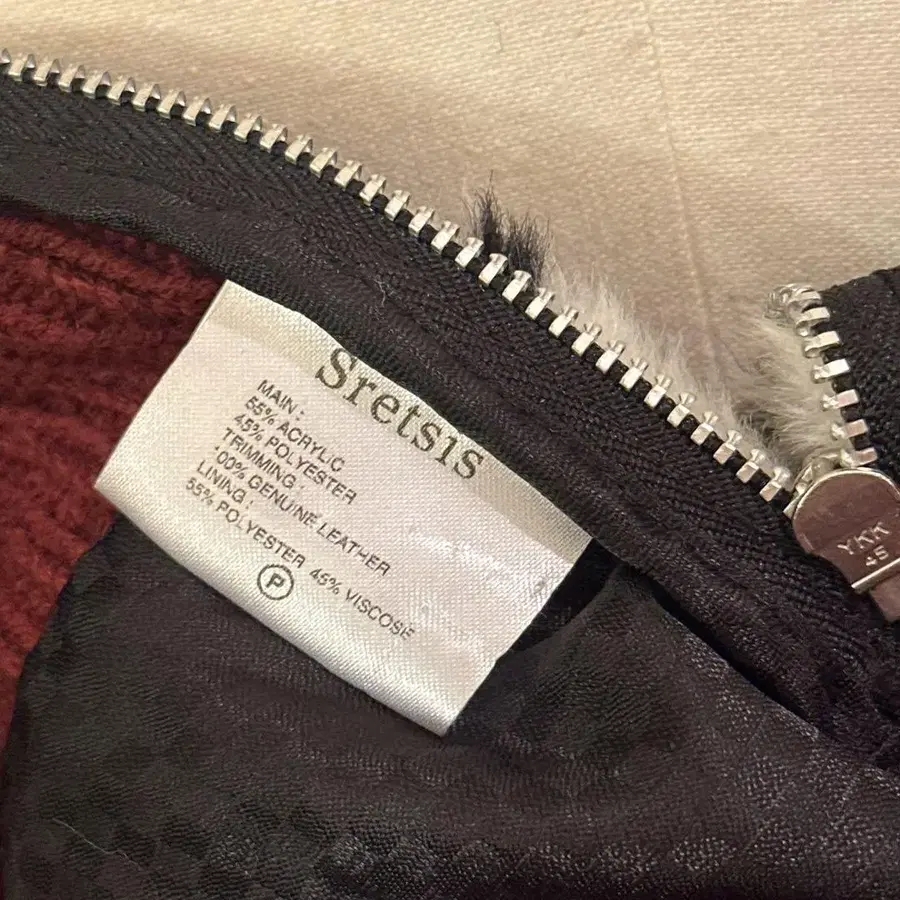 Sretsis
MAIN :
55% ACRYLIC
45% POLYESTER
TRIMMING :
100% GENUINE LEATHER
LINING :
55% POLYESTER 45% VISCOSE
P
YKK
45